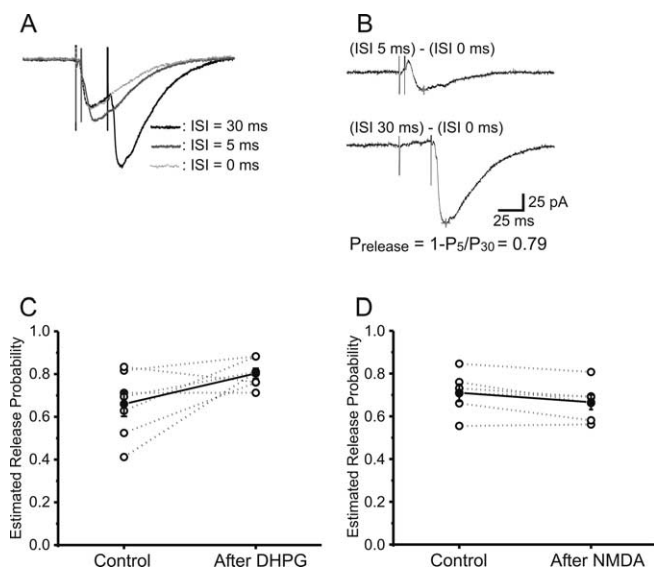 A
: ISI = 30 ms
: ISI = 5 ms
: ISI = 0 ms
B
(ISI 5 ms) - (ISI 0 ms)
(ISI 30 ms) - (ISI 0 ms)
25 pA
25 ms
Prelease = 1-P5/P30 = 0.79
C
Estimated Release Probability
1.0
0.8
0.6
0.4
0.2
0.0
Control
After DHPG
D
Estimated Release Probability
1.0
0.8
0.6
0.4
0.2
0.0
Control
After NMDA